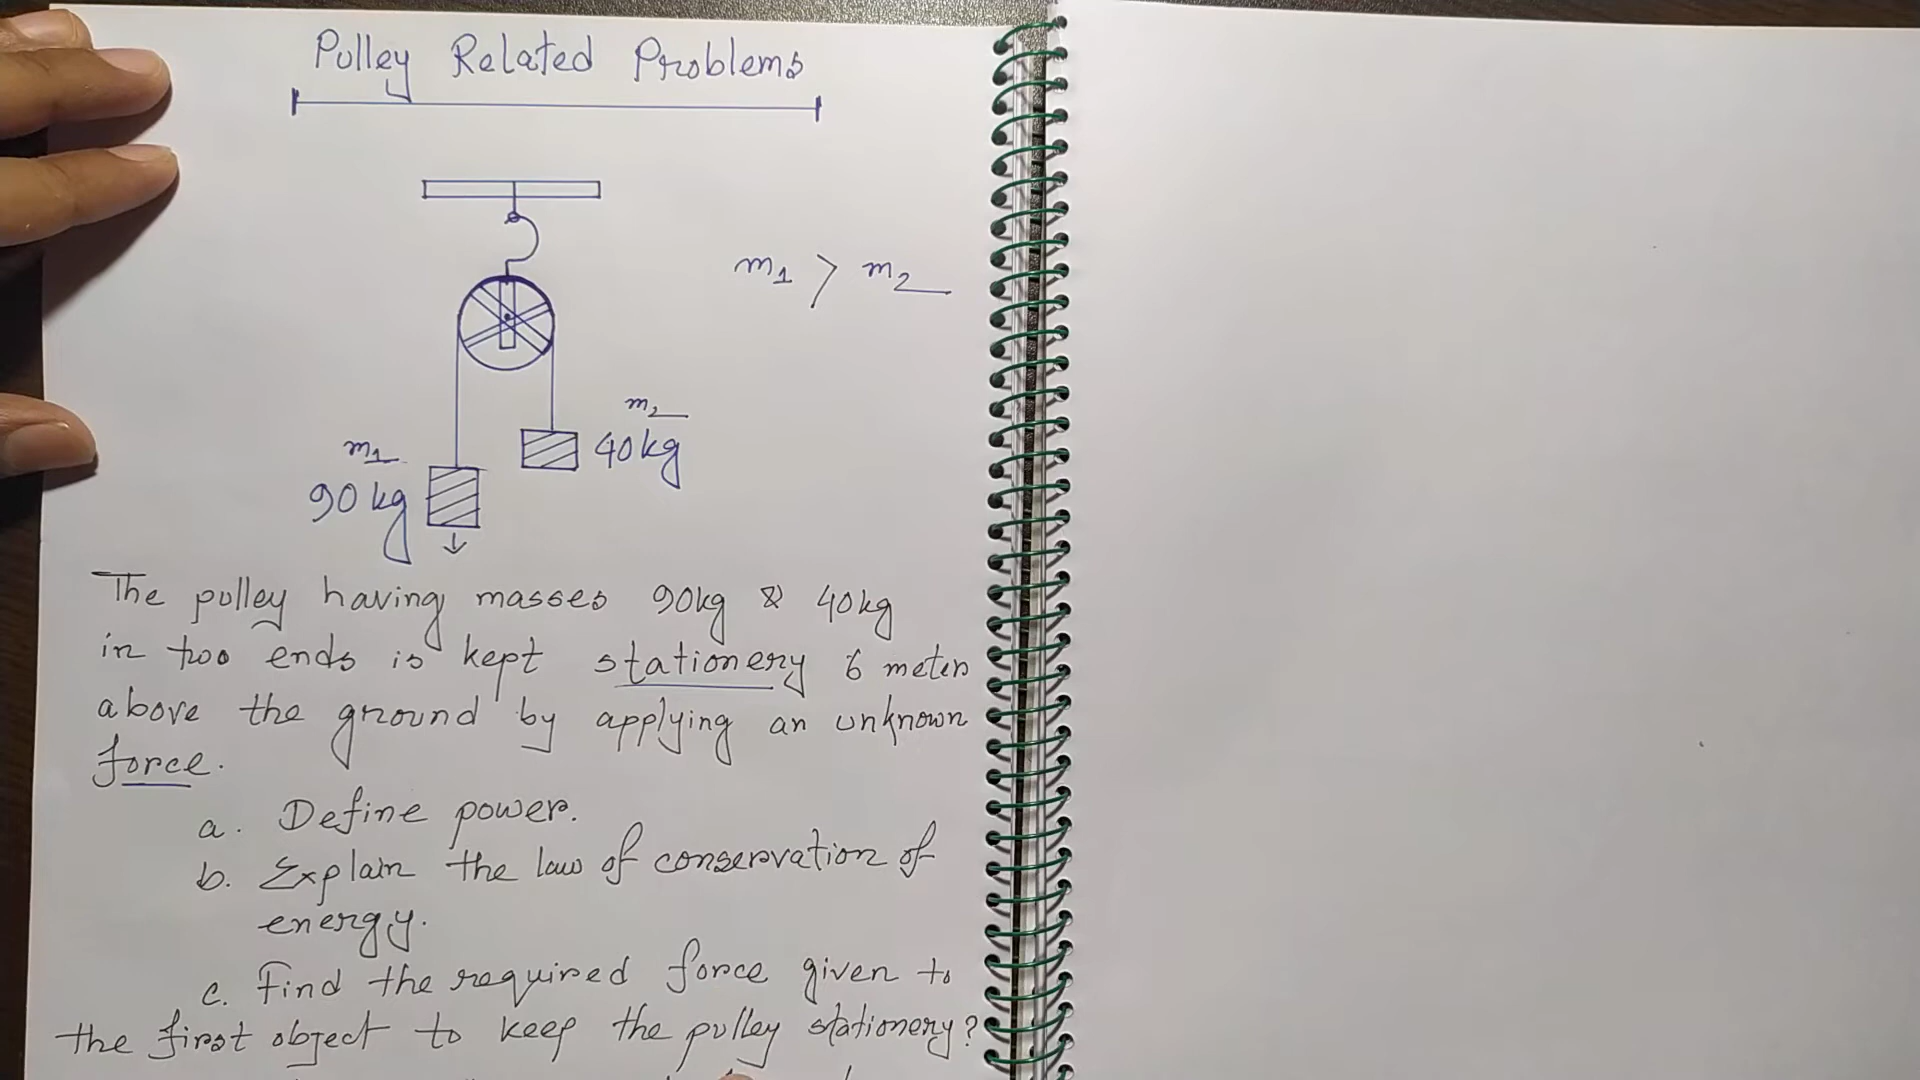 Pulley Related Problems
m1 > m2
m2
40kg
m1
90 kg
The pulley having masses 90kg & 40kg
in two ends is kept stationery 6 meter
above the ground by applying an unknown
force.
a. Define power.
b. Explain the law of conservation of
energy.
c. Find the required force given to
the first object to keep the pulley stationery?